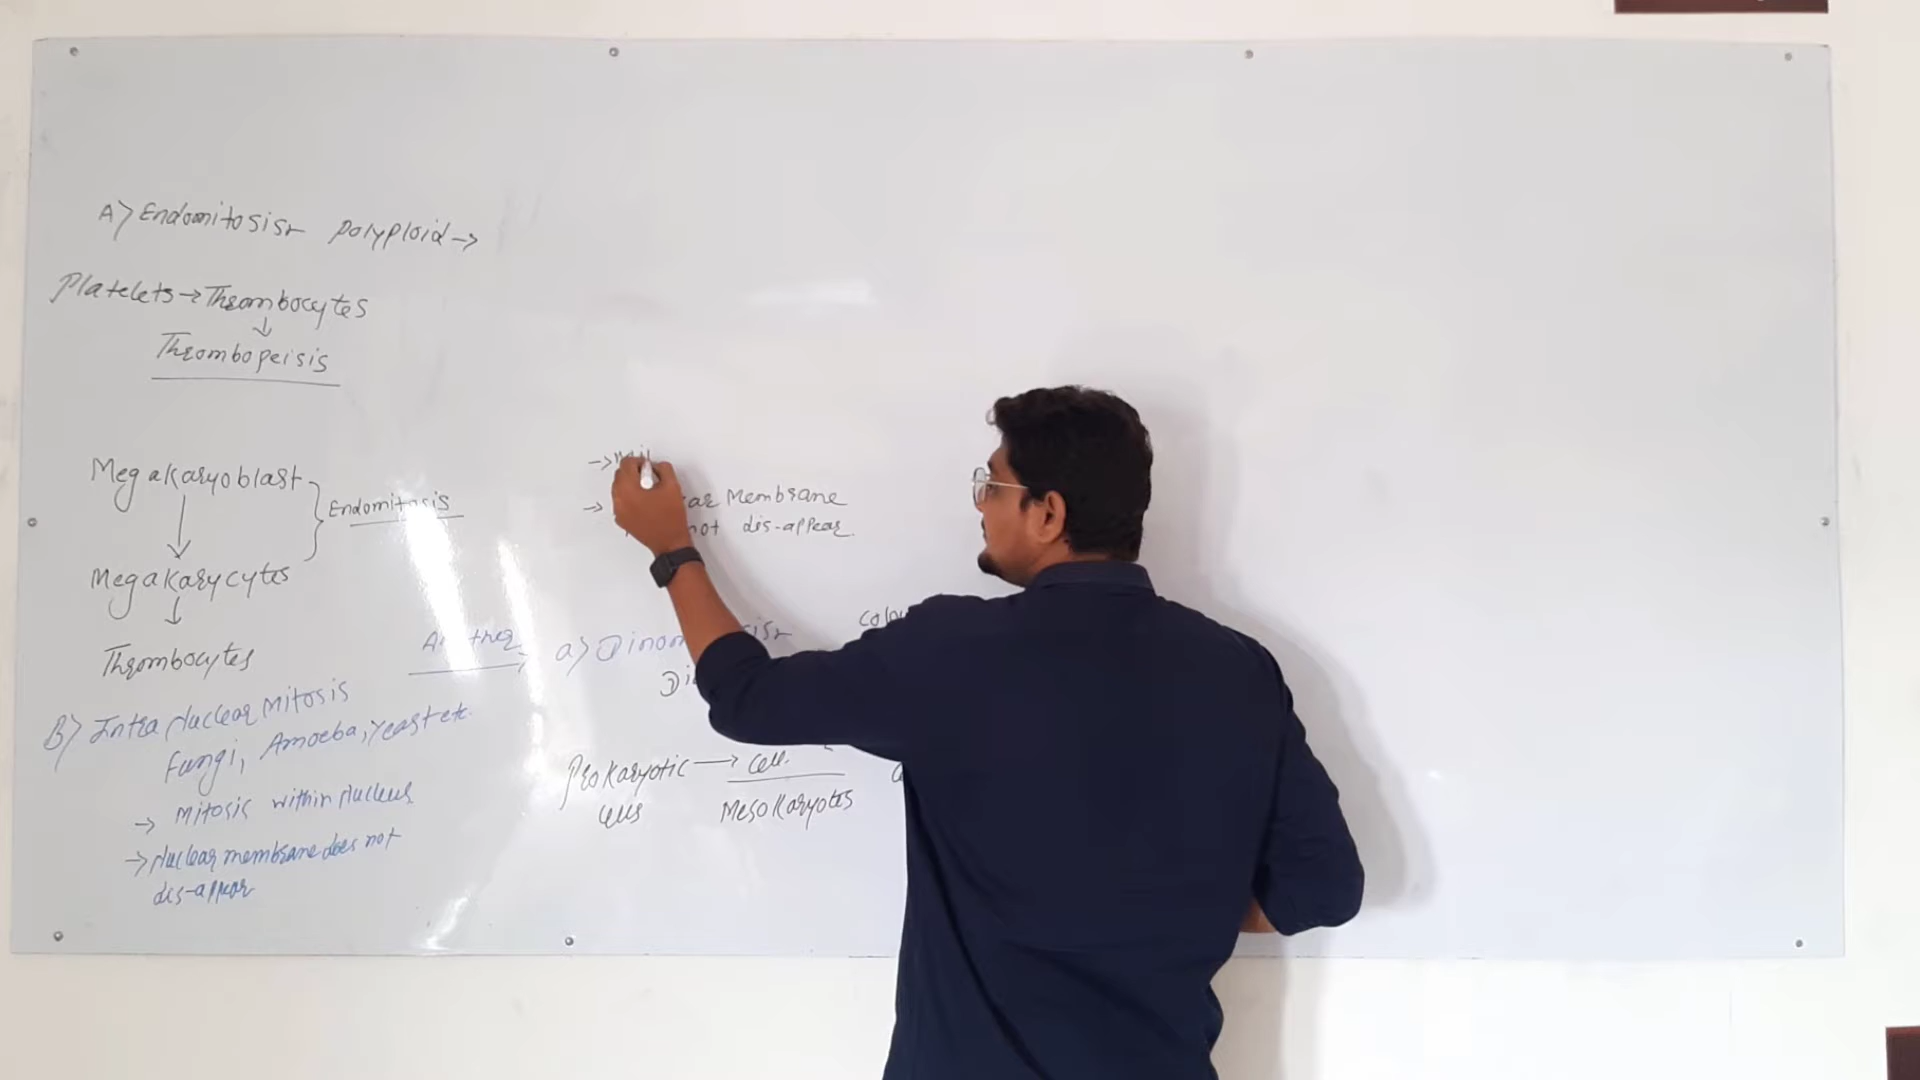 A) Endomitosis polyploid →
Platelets → Thrombocytes
↓
Thrombopeisis
Megakaryoblast
Endomitosis
↓
Megakarycytes
↓
Thrombocytes
B) Intra Nuclear Mitosis
Fungi, Amoeba, Yeast etc.
→ Mitosis within Nucleus
→ Nuclear membrane does not
dis-appear
→
→ Membrane
not dis-appear.
a)
Prokaryotic → Cell.
Cells Mesokaryotes